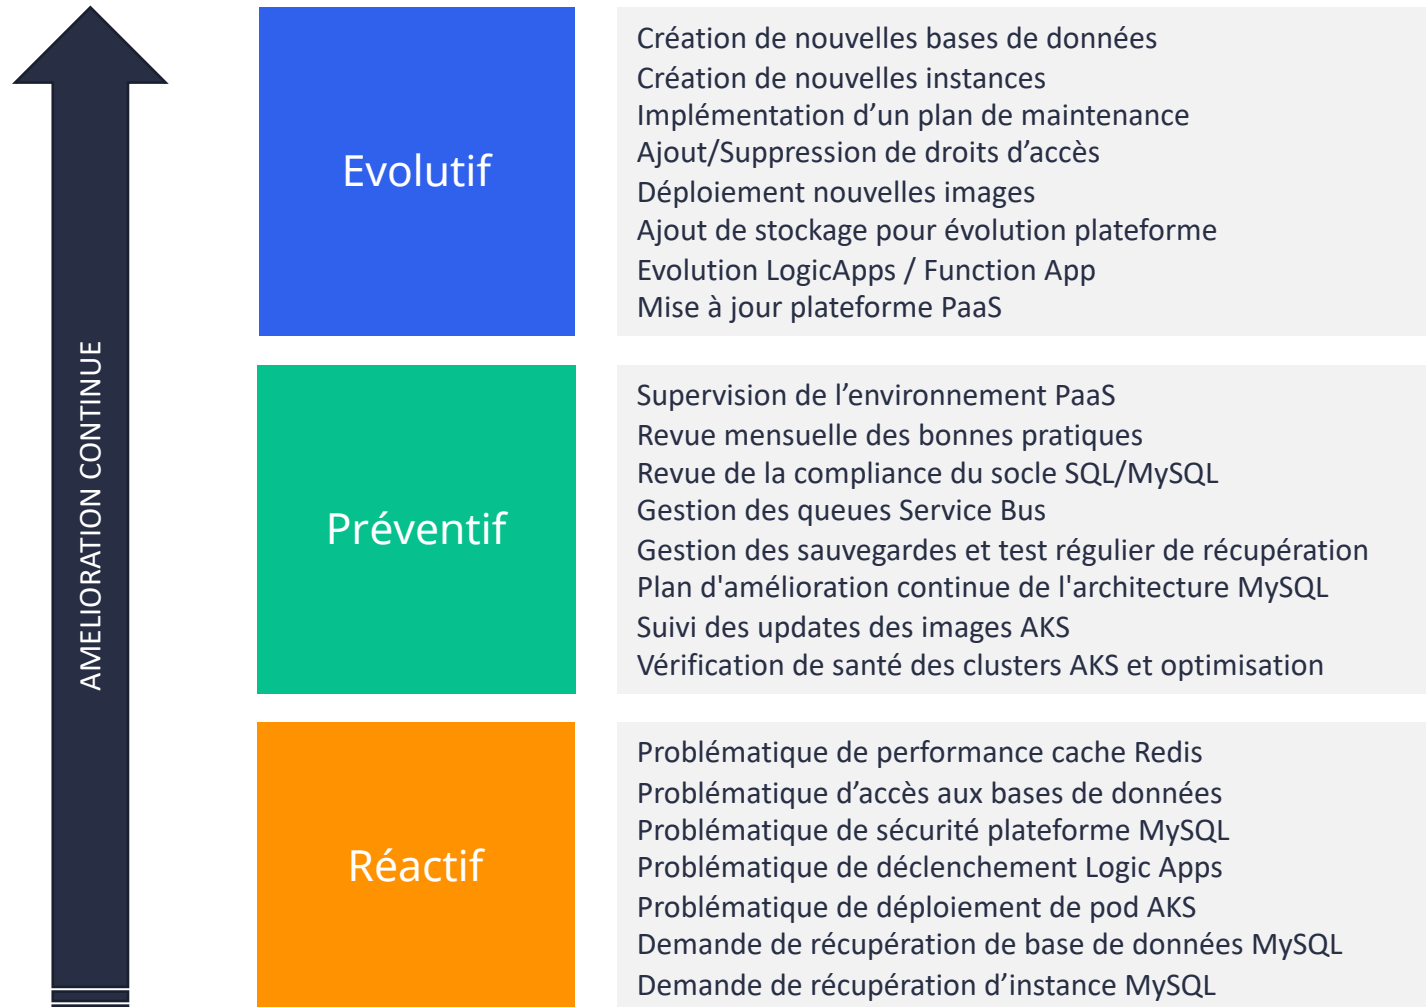 AMELIORATION CONTINUE
Evolutif
Création de nouvelles bases de données
Création de nouvelles instances
Implémentation d’un plan de maintenance
Ajout/Suppression de droits d’accès
Déploiement nouvelles images
Ajout de stockage pour évolution plateforme
Evolution LogicApps / Function App
Mise à jour plateforme PaaS
Préventif
Supervision de l’environnement PaaS
Revue mensuelle des bonnes pratiques
Revue de la compliance du socle SQL/MySQL
Gestion des queues Service Bus
Gestion des sauvegardes et test régulier de récupération
Plan d'amélioration continue de l'architecture MySQL
Suivi des updates des images AKS
Vérification de santé des clusters AKS et optimisation
Réactif
Problématique de performance cache Redis
Problématique d’accès aux bases de données
Problématique de sécurité plateforme MySQL
Problématique de déclenchement Logic Apps
Problématique de déploiement de pod AKS
Demande de récupération de base de données MySQL
Demande de récupération d’instance MySQL